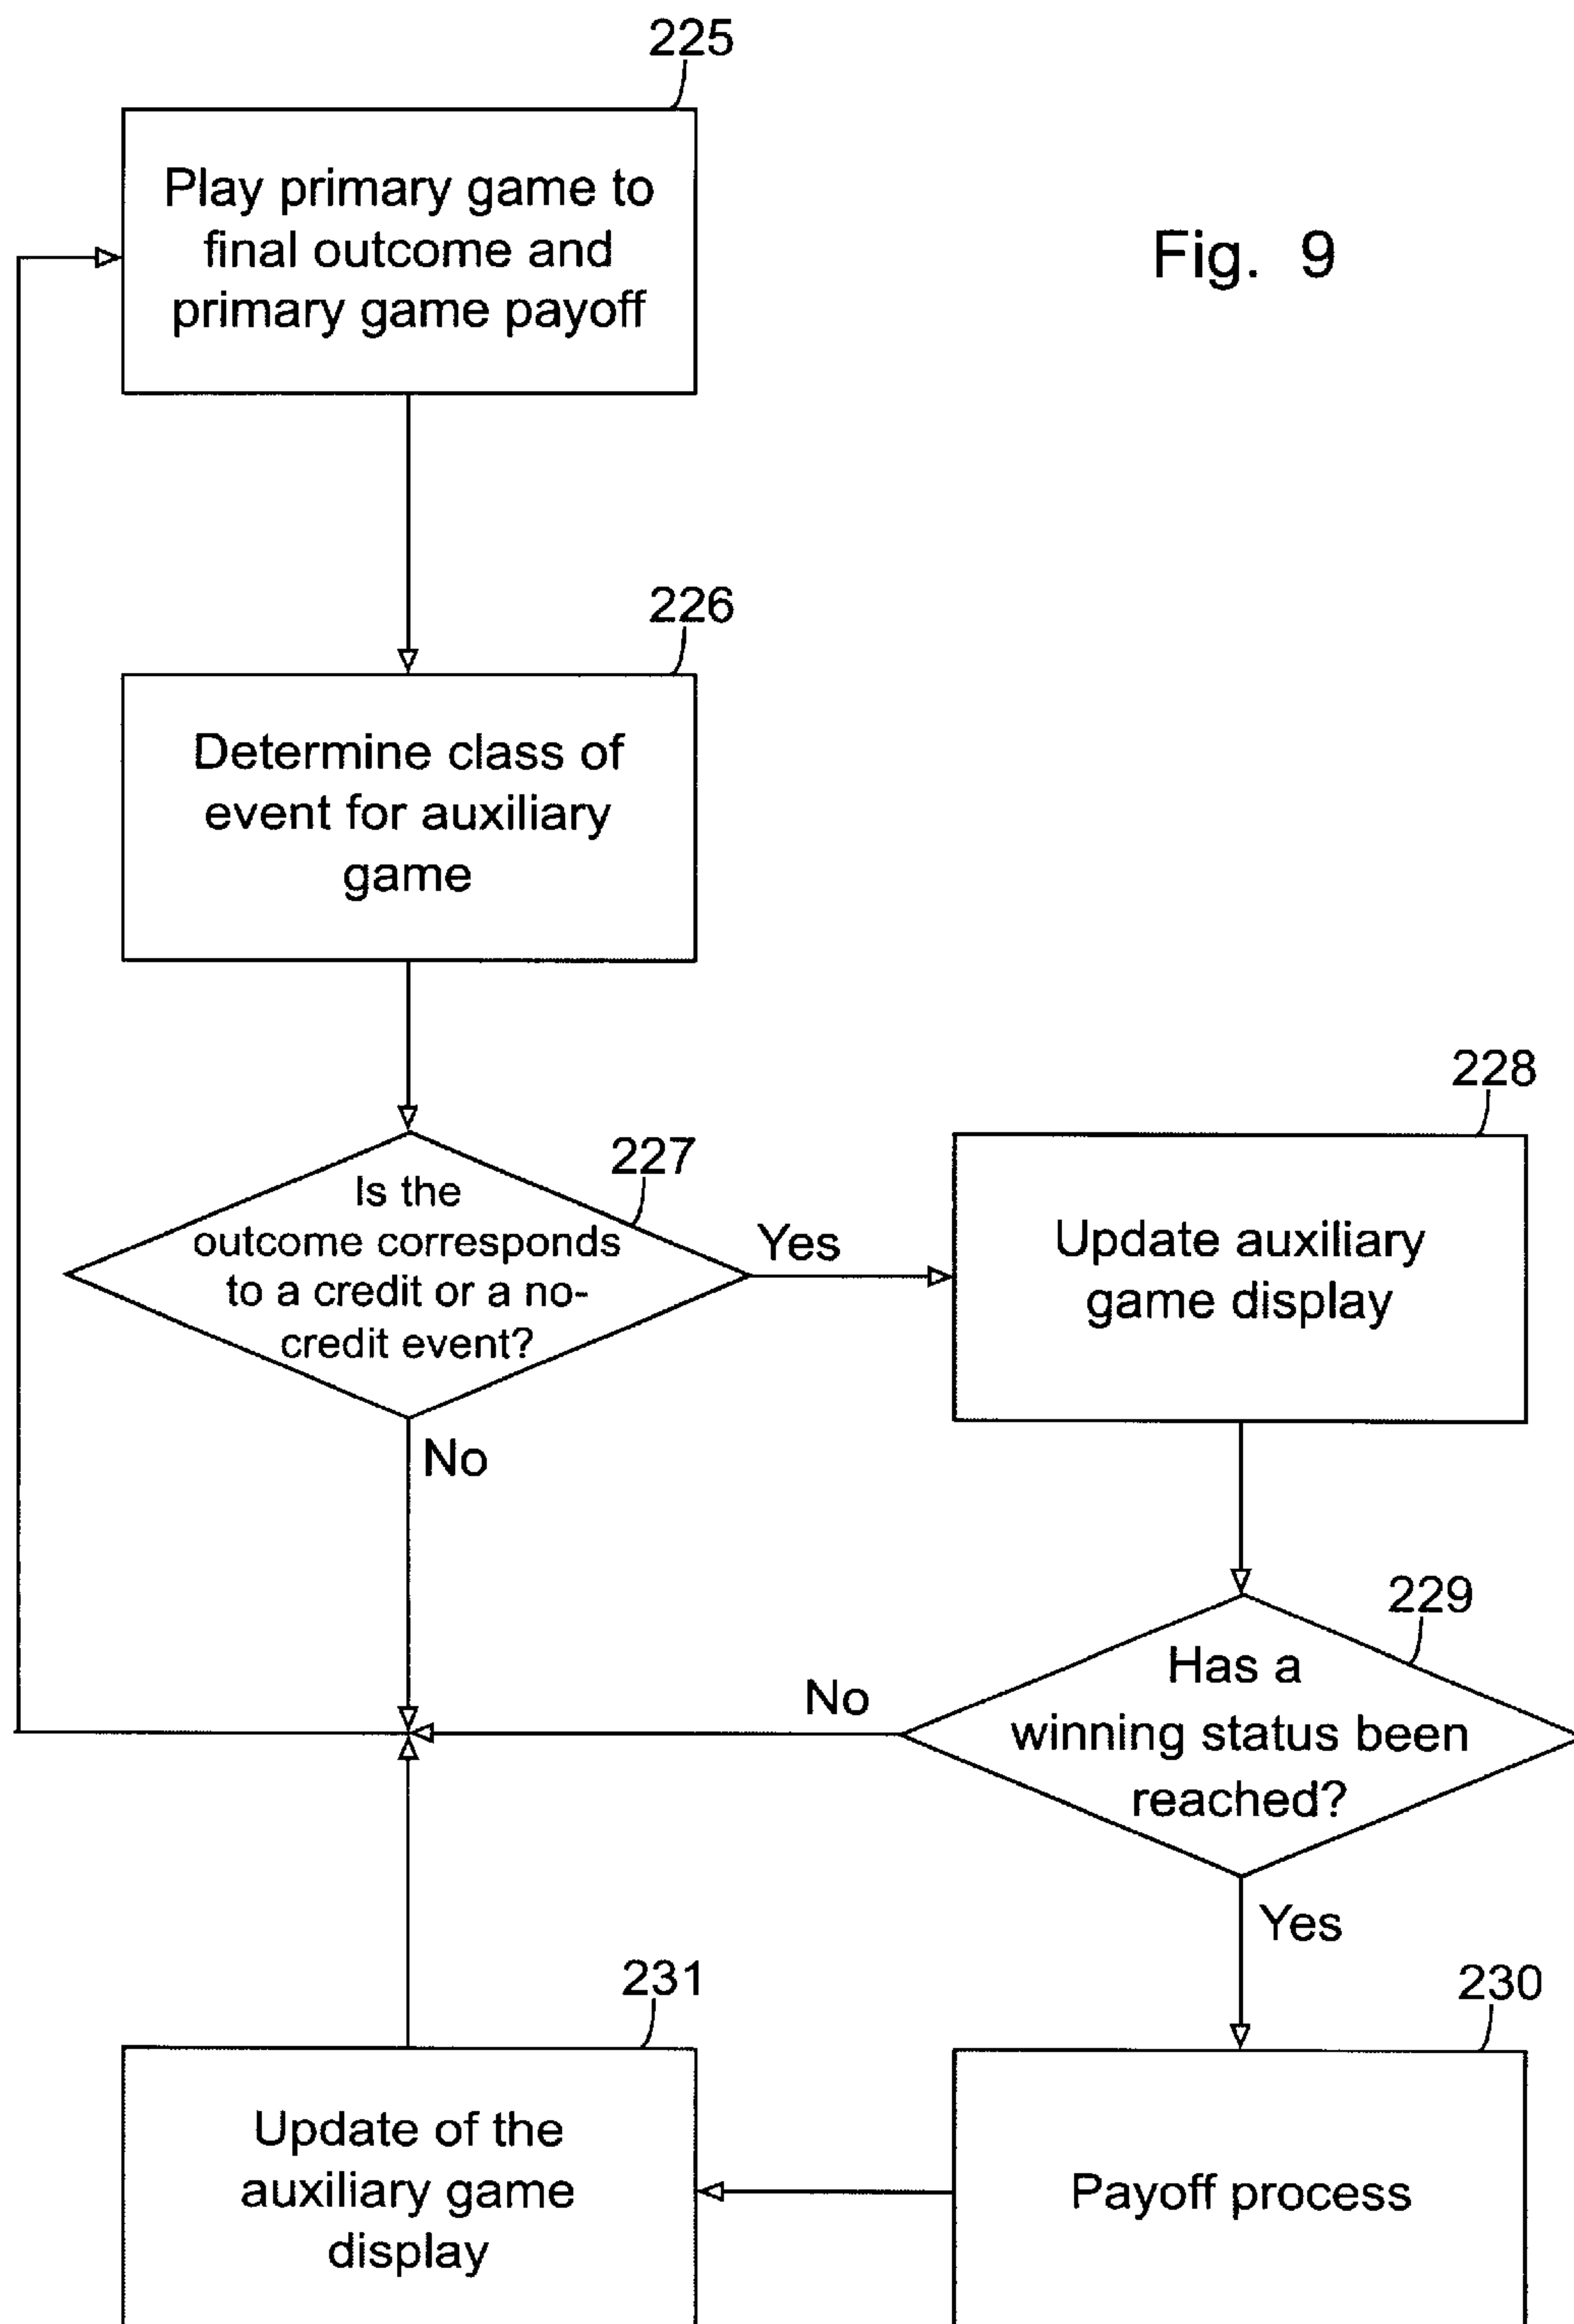 225
Play primary game to
final outcome and
primary game payoff
Fig. 9
226
Determine class of
event for auxiliary
game
227
Is the
outcome corresponds
to a credit or a no-
credit event?
Yes
No
228
Update auxiliary
game display
229
Has a
winning status been
reached?
No
Yes
230
Payoff process
231
Update of the
auxiliary game
display